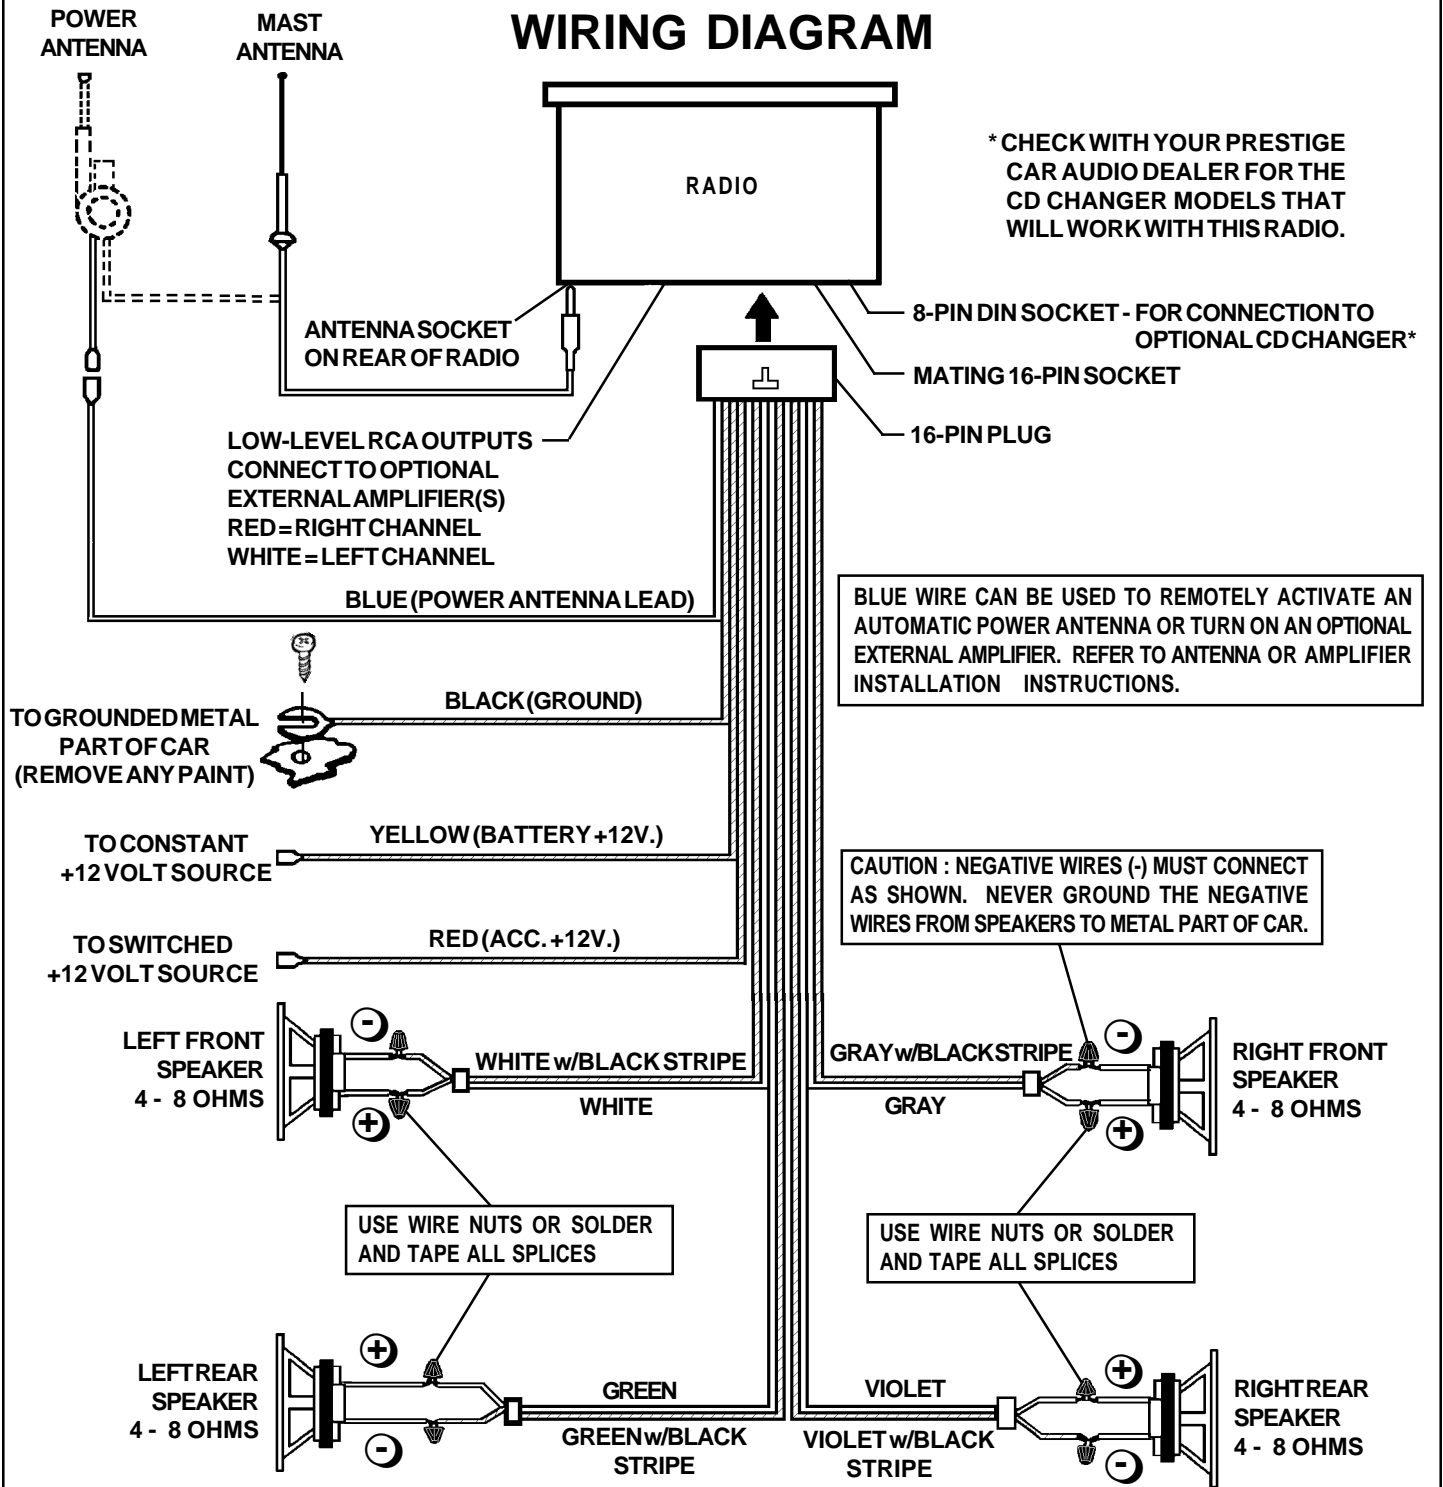 WIRING DIAGRAM
POWER
ANTENNA
MAST
ANTENNA
RADIO
* CHECK WITH YOUR PRESTIGE
CAR AUDIO DEALER FOR THE
CD CHANGER MODELS THAT
WILL WORK WITH THIS RADIO.
ANTENNA SOCKET
ON REAR OF RADIO
8-PIN DIN SOCKET - FOR CONNECTION TO
OPTIONAL CD CHANGER*
MATING 16-PIN SOCKET
16-PIN PLUG
LOW-LEVEL RCA OUTPUTS
CONNECT TO OPTIONAL
EXTERNAL AMPLIFIER(S)
RED = RIGHT CHANNEL
WHITE = LEFT CHANNEL
BLUE (POWER ANTENNA LEAD)
BLUE WIRE CAN BE USED TO REMOTELY ACTIVATE AN
AUTOMATIC POWER ANTENNA OR TURN ON AN OPTIONAL
EXTERNAL AMPLIFIER. REFER TO ANTENNA OR AMPLIFIER
INSTALLATION INSTRUCTIONS.
BLACK (GROUND)
TO GROUNDED METAL
PART OF CAR
(REMOVE ANY PAINT)
YELLOW (BATTERY +12V.)
TO CONSTANT
+12 VOLT SOURCE
CAUTION : NEGATIVE WIRES (-) MUST CONNECT
AS SHOWN. NEVER GROUND THE NEGATIVE
WIRES FROM SPEAKERS TO METAL PART OF CAR.
RED (ACC. +12V.)
TO SWITCHED
+12 VOLT SOURCE
LEFT FRONT
SPEAKER
4 - 8 OHMS
-
+
WHITE w/BLACK STRIPE
WHITE
GRAY w/BLACK STRIPE
GRAY
-
+
RIGHT FRONT
SPEAKER
4 - 8 OHMS
USE WIRE NUTS OR SOLDER
AND TAPE ALL SPLICES
USE WIRE NUTS OR SOLDER
AND TAPE ALL SPLICES
LEFT REAR
SPEAKER
4 - 8 OHMS
+
-
GREEN
GREEN w/BLACK
STRIPE
VIOLET
VIOLET w/BLACK
STRIPE
+
-
RIGHT REAR
SPEAKER
4 - 8 OHMS